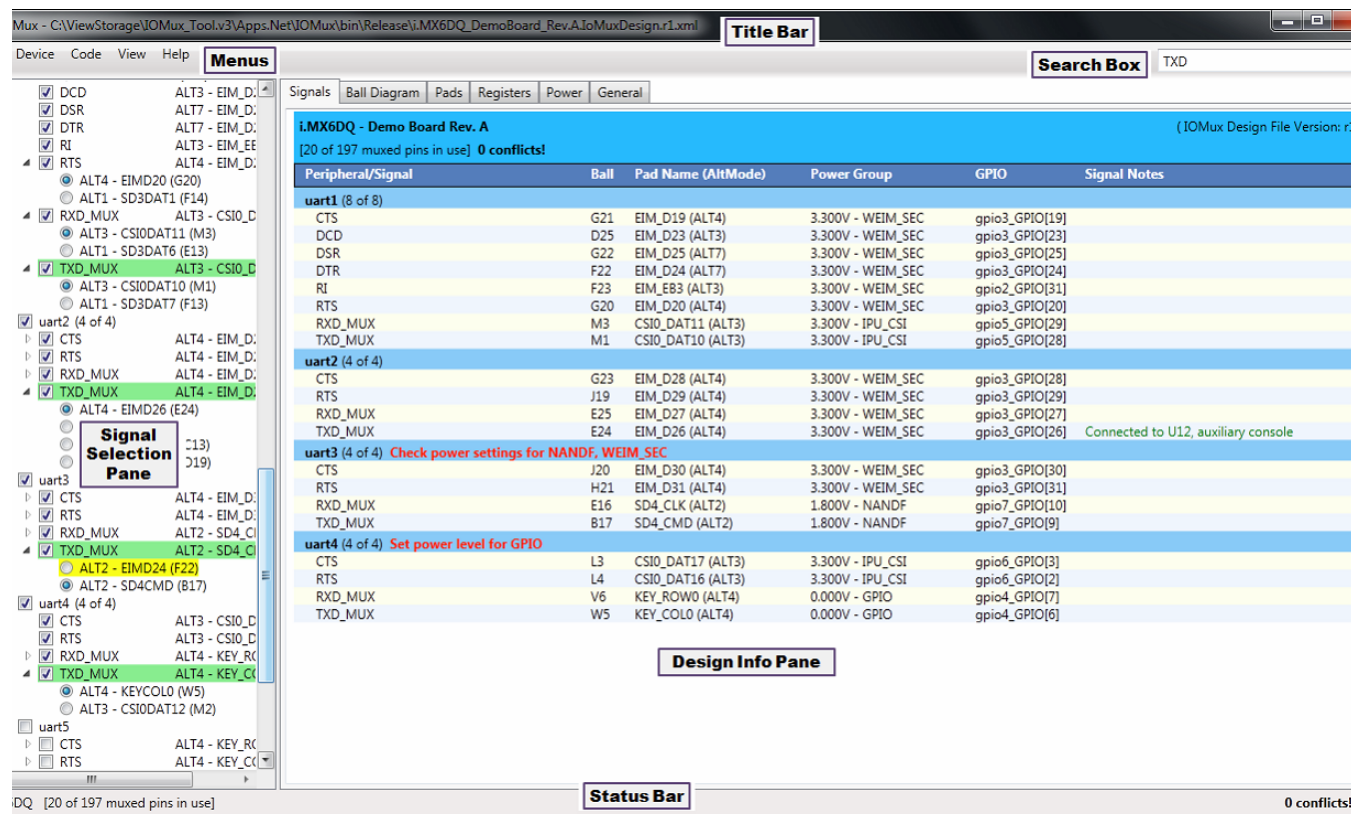 Mux - C:\ViewStorage\IOMux_Tool.v3\Apps.Net\IOMux\bin\Release\i.MX6DQ_DemoBoard_Rev.A.IoMuxDesign.r1.xml
Title Bar
Device Code View Help
Menus
Search Box
TXD
DCD ALT3 - EIM_D
DSR ALT7 - EIM_D
DTR ALT7 - EIM_D
RI ALT3 - EIM_EE
RTS ALT4 - EIM_D
ALT4 - EIMD20 (G20)
ALT1 - SD3DAT1 (F14)
RXD_MUX ALT3 - CSI0_D
ALT3 - CSI0DAT11 (M3)
ALT1 - SD3DAT6 (E13)
TXD_MUX ALT3 - CSI0_D
ALT3 - CSI0DAT10 (M1)
ALT1 - SD3DAT7 (F13)
uart2 (4 of 4)
CTS ALT4 - EIM_D
RTS ALT4 - EIM_D
RXD_MUX ALT4 - EIM_D
TXD_MUX ALT4 - EIM_D
ALT4 - EIMD26 (E24)
Signal
Selection
Pane
C13)
D19)
uart3
CTS ALT4 - EIM_D
RTS ALT4 - EIM_D
RXD_MUX ALT2 - SD4_Cl
TXD_MUX ALT2 - SD4_Cl
ALT2 - EIMD24 (F22)
ALT2 - SD4CMD (B17)
uart4 (4 of 4)
CTS ALT3 - CSI0_D
RTS ALT3 - CSI0_D
RXD_MUX ALT4 - KEY_RO
TXD_MUX ALT4 - KEY_CO
ALT4 - KEYCOL0 (W5)
ALT3 - CSI0DAT12 (M2)
uart5
CTS ALT4 - KEY_RO
RTS ALT4 - KEY_CO
Signals Ball Diagram Pads Registers Power General
i.MX6DQ - Demo Board Rev. A ( IOMux Design File Version: r1
[20 of 197 muxed pins in use] 0 conflicts!
Peripheral/Signal Ball Pad Name (AltMode) Power Group GPIO Signal Notes
uart1 (8 of 8)
CTS G21 EIM_D19 (ALT4) 3.300V - WEIM_SEC gpio3_GPIO[19]
DCD D25 EIM_D23 (ALT3) 3.300V - WEIM_SEC gpio3_GPIO[23]
DSR G22 EIM_D25 (ALT7) 3.300V - WEIM_SEC gpio3_GPIO[25]
DTR F22 EIM_D24 (ALT7) 3.300V - WEIM_SEC gpio3_GPIO[24]
RI F23 EIM_EB3 (ALT3) 3.300V - WEIM_SEC gpio2_GPIO[31]
RTS G20 EIM_D20 (ALT4) 3.300V - WEIM_SEC gpio3_GPIO[20]
RXD_MUX M3 CSI0_DAT11 (ALT3) 3.300V - IPU_CSI gpio5_GPIO[29]
TXD_MUX M1 CSI0_DAT10 (ALT3) 3.300V - IPU_CSI gpio5_GPIO[28]
uart2 (4 of 4)
CTS G23 EIM_D28 (ALT4) 3.300V - WEIM_SEC gpio3_GPIO[28]
RTS J19 EIM_D29 (ALT4) 3.300V - WEIM_SEC gpio3_GPIO[29]
RXD_MUX E25 EIM_D27 (ALT4) 3.300V - WEIM_SEC gpio3_GPIO[27]
TXD_MUX E24 EIM_D26 (ALT4) 3.300V - WEIM_SEC gpio3_GPIO[26] Connected to U12, auxiliary console
uart3 (4 of 4) Check power settings for NANDF, WEIM_SEC
CTS J20 EIM_D30 (ALT4) 3.300V - WEIM_SEC gpio3_GPIO[30]
RTS H21 EIM_D31 (ALT4) 3.300V - WEIM_SEC gpio3_GPIO[31]
RXD_MUX E16 SD4_CLK (ALT2) 1.800V - NANDF gpio7_GPIO[10]
TXD_MUX B17 SD4_CMD (ALT2) 1.800V - NANDF gpio7_GPIO[9]
uart4 (4 of 4) Set power level for GPIO
CTS L3 CSI0_DAT17 (ALT3) 3.300V - IPU_CSI gpio6_GPIO[3]
RTS L4 CSI0_DAT16 (ALT3) 3.300V - IPU_CSI gpio6_GPIO[2]
RXD_MUX V6 KEY_ROW0 (ALT4) 0.000V - GPIO gpio4_GPIO[7]
TXD_MUX W5 KEY_COL0 (ALT4) 0.000V - GPIO gpio4_GPIO[6]
Design Info Pane
DQ [20 of 197 muxed pins in use]
Status Bar
0 conflicts!